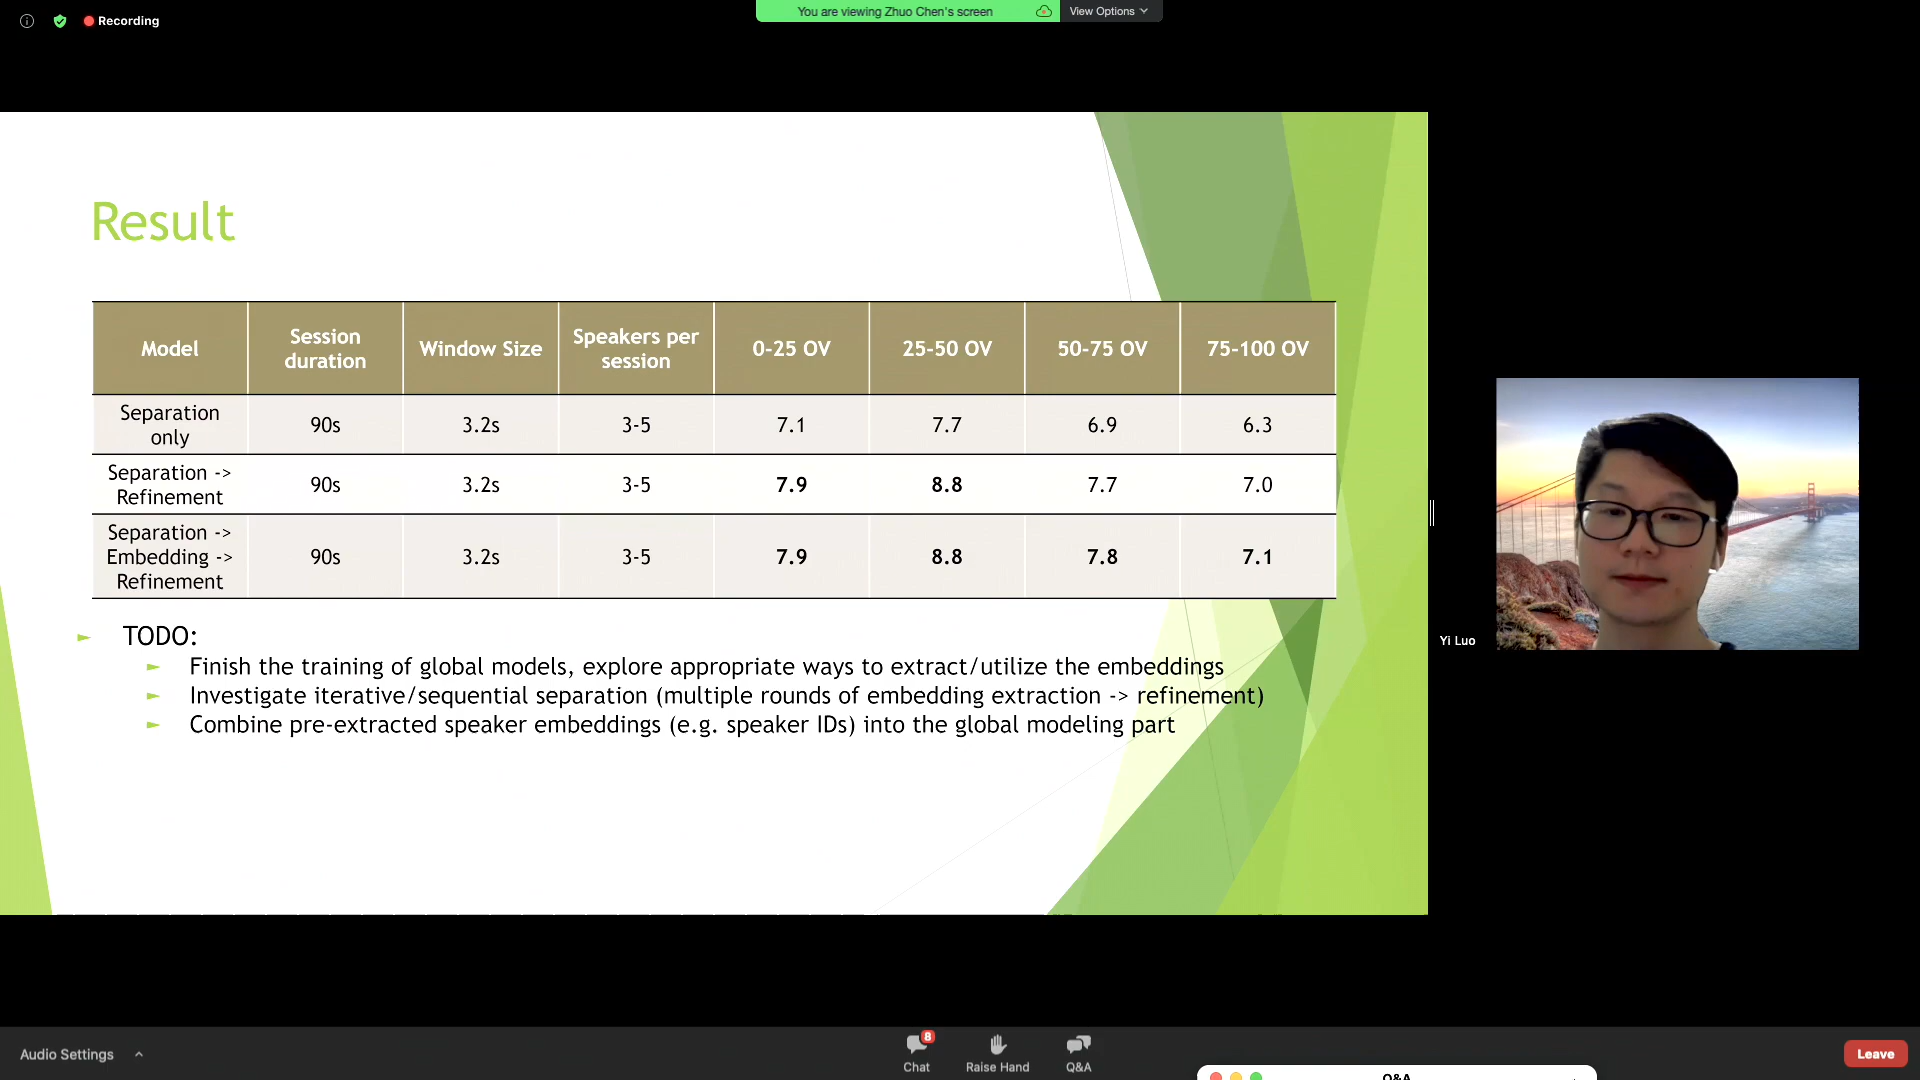 Recording
You are viewing Zhuo Chen's screen
View Options
Result
Model
Session duration
Window Size
Speakers per session
0-25 OV
25-50 OV
50-75 OV
75-100 OV
Separation only
90s
3.2s
3-5
7.1
7.7
6.9
6.3
Separation -> Refinement
90s
3.2s
3-5
7.9
8.8
7.7
7.0
Separation -> Embedding -> Refinement
90s
3.2s
3-5
7.9
8.8
7.8
7.1
TODO:
Finish the training of global models, explore appropriate ways to extract/utilize the embeddings
Investigate iterative/sequential separation (multiple rounds of embedding extraction -> refinement)
Combine pre-extracted speaker embeddings (e.g. speaker IDs) into the global modeling part
Yi Luo
Audio Settings
8
Chat
Raise Hand
Q&A
Q&A
Leave